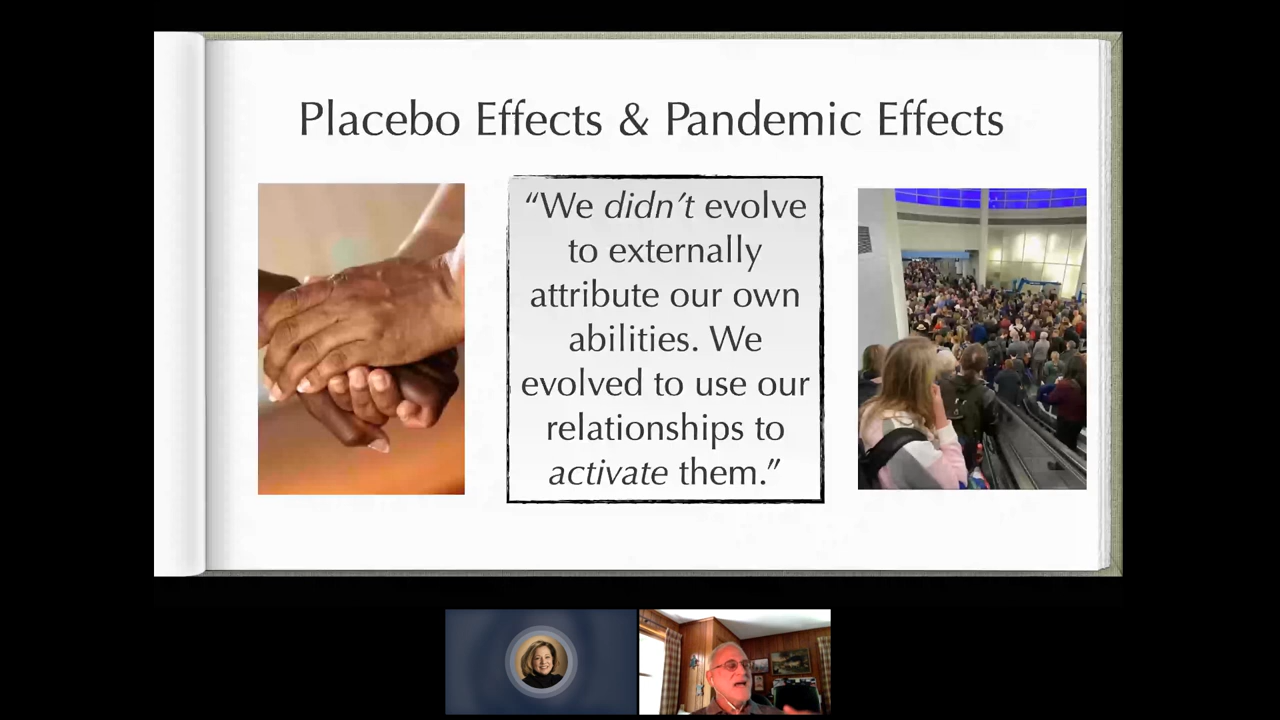 Placebo Effects & Pandemic Effects
“We didn’t evolve
to externally
attribute our own
abilities. We
evolved to use our
relationships to
activate them.”